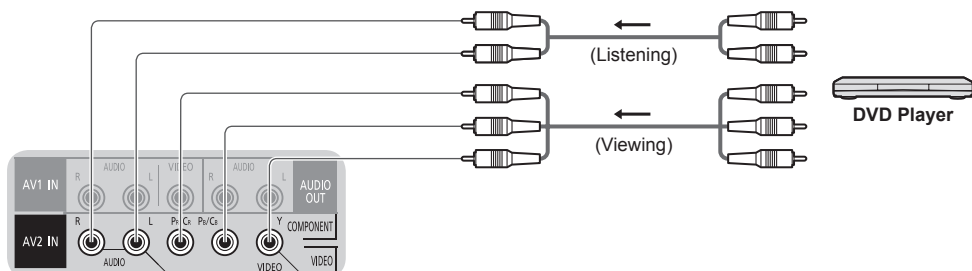 (Listening)
(Viewing)
DVD Player
AV1 IN
R AUDIO L VIDEO R AUDIO L
AUDIO OUT
AV2 IN
R L PR/CR PB/CB Y
COMPONENT
AUDIO
VIDEO
VIDEO